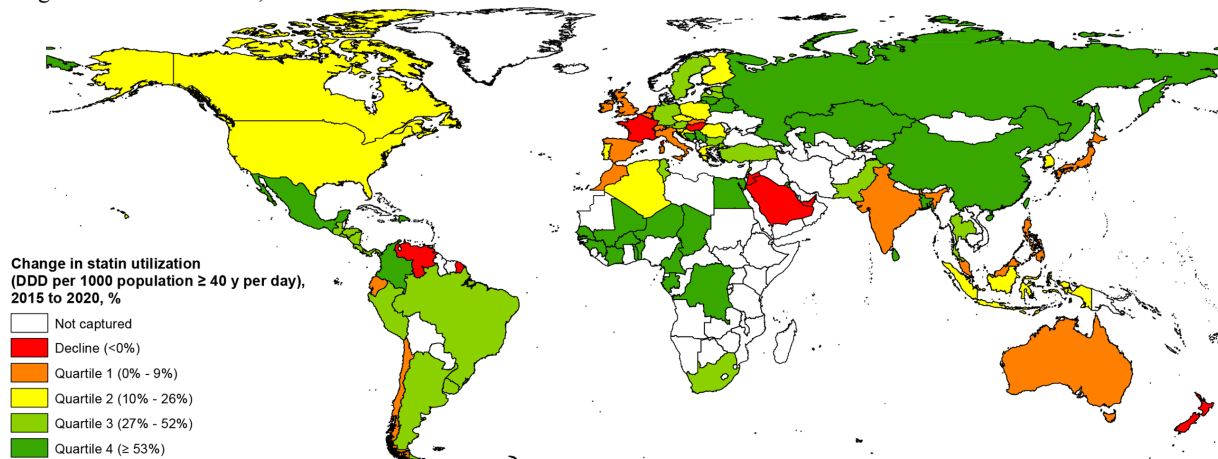 Change in statin utilization
(DDD per 1000 population ≥ 40 y per day),
2015 to 2020, %
Not captured
Decline (<0%)
Quartile 1 (0% - 9%)
Quartile 2 (10% - 26%)
Quartile 3 (27% - 52%)
Quartile 4 (≥ 53%)